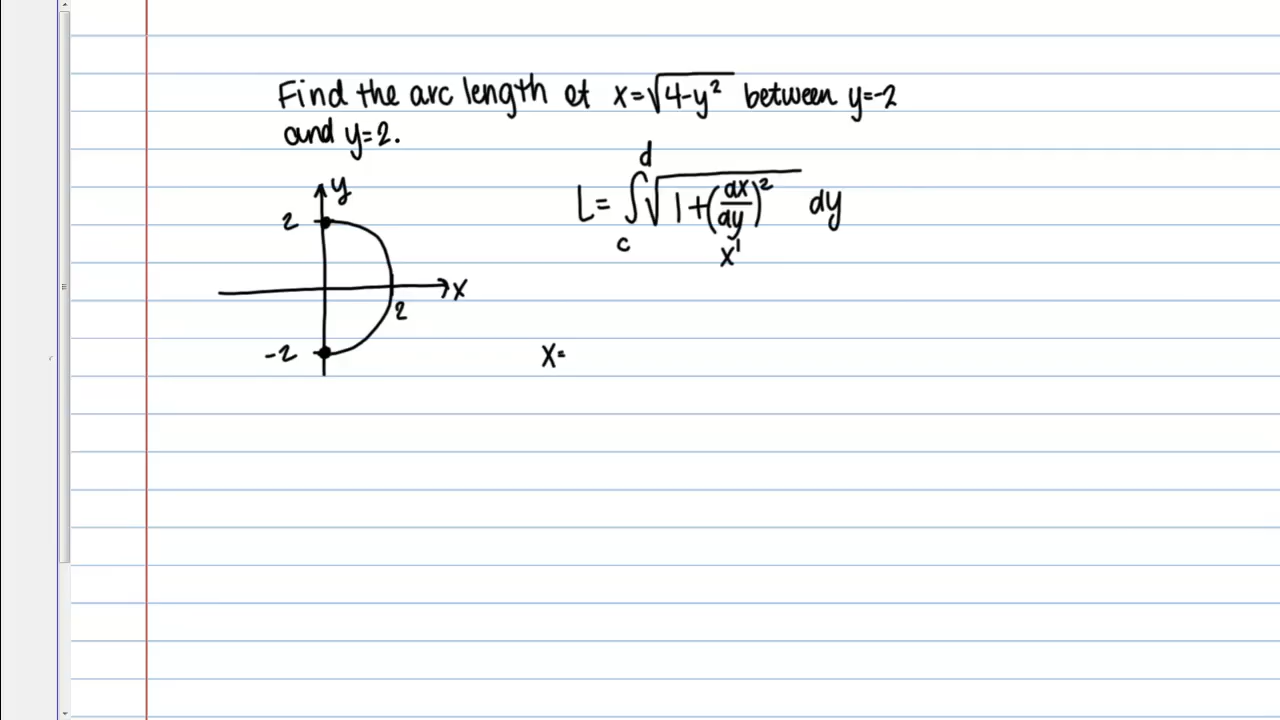 Find the arc length of x=√(4-y²) between y=-2
and y=2.
L = ∫_c^d √(1+(dx/dy)²) dy
x'
y
2
x
2
-2
x=